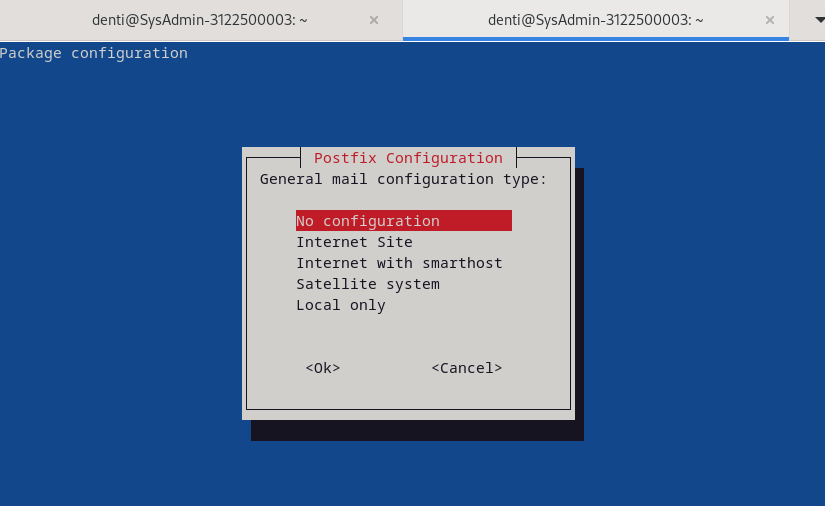 denti@SysAdmin-3122500003: ~ × denti@SysAdmin-3122500003: ~ ×
Package configuration
Postfix Configuration
General mail configuration type:
No configuration
Internet Site
Internet with smarthost
Satellite system
Local only
<Ok> <Cancel>